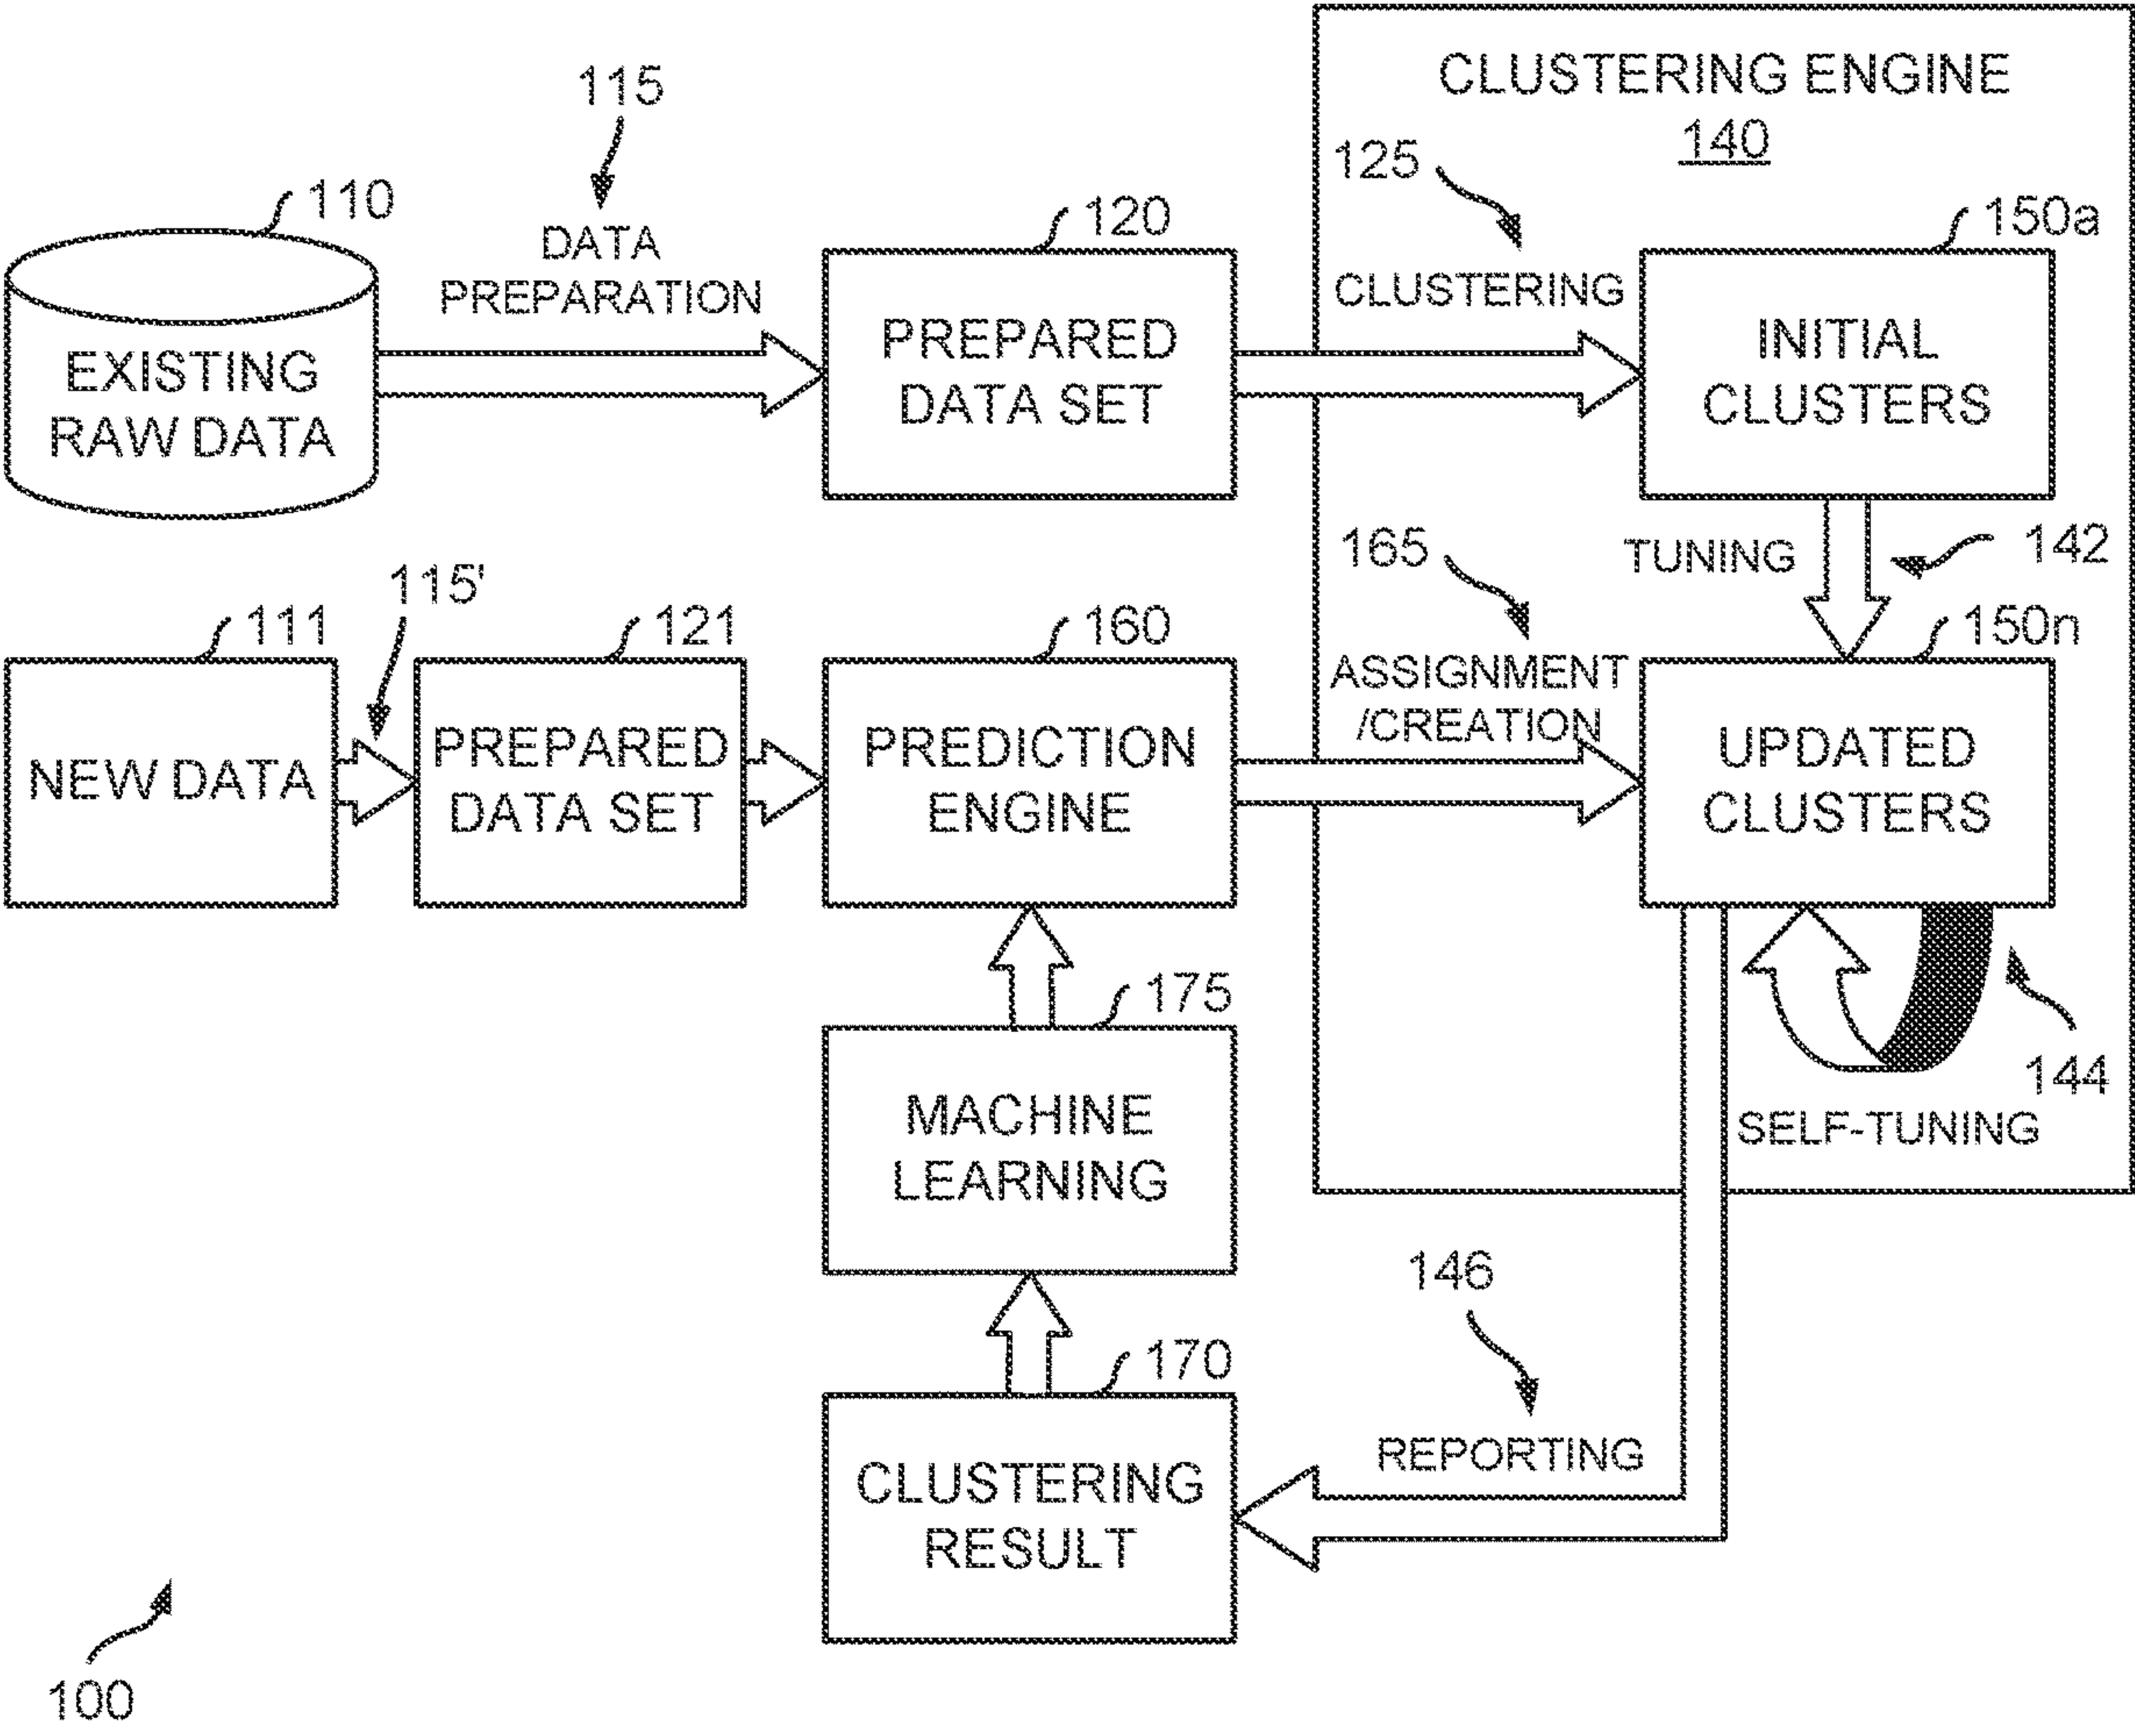 CLUSTERING ENGINE
140
115
125
110
120
150a
DATA
PREPARATION
CLUSTERING
EXISTING
RAW DATA
PREPARED
DATA SET
INITIAL
CLUSTERS
165
TUNING
142
115'
111
121
160
150n
ASSIGNMENT
/CREATION
NEW DATA
PREPARED
DATA SET
PREDICTION
ENGINE
UPDATED
CLUSTERS
175
144
MACHINE
LEARNING
SELF-TUNING
146
170
REPORTING
CLUSTERING
RESULT
100